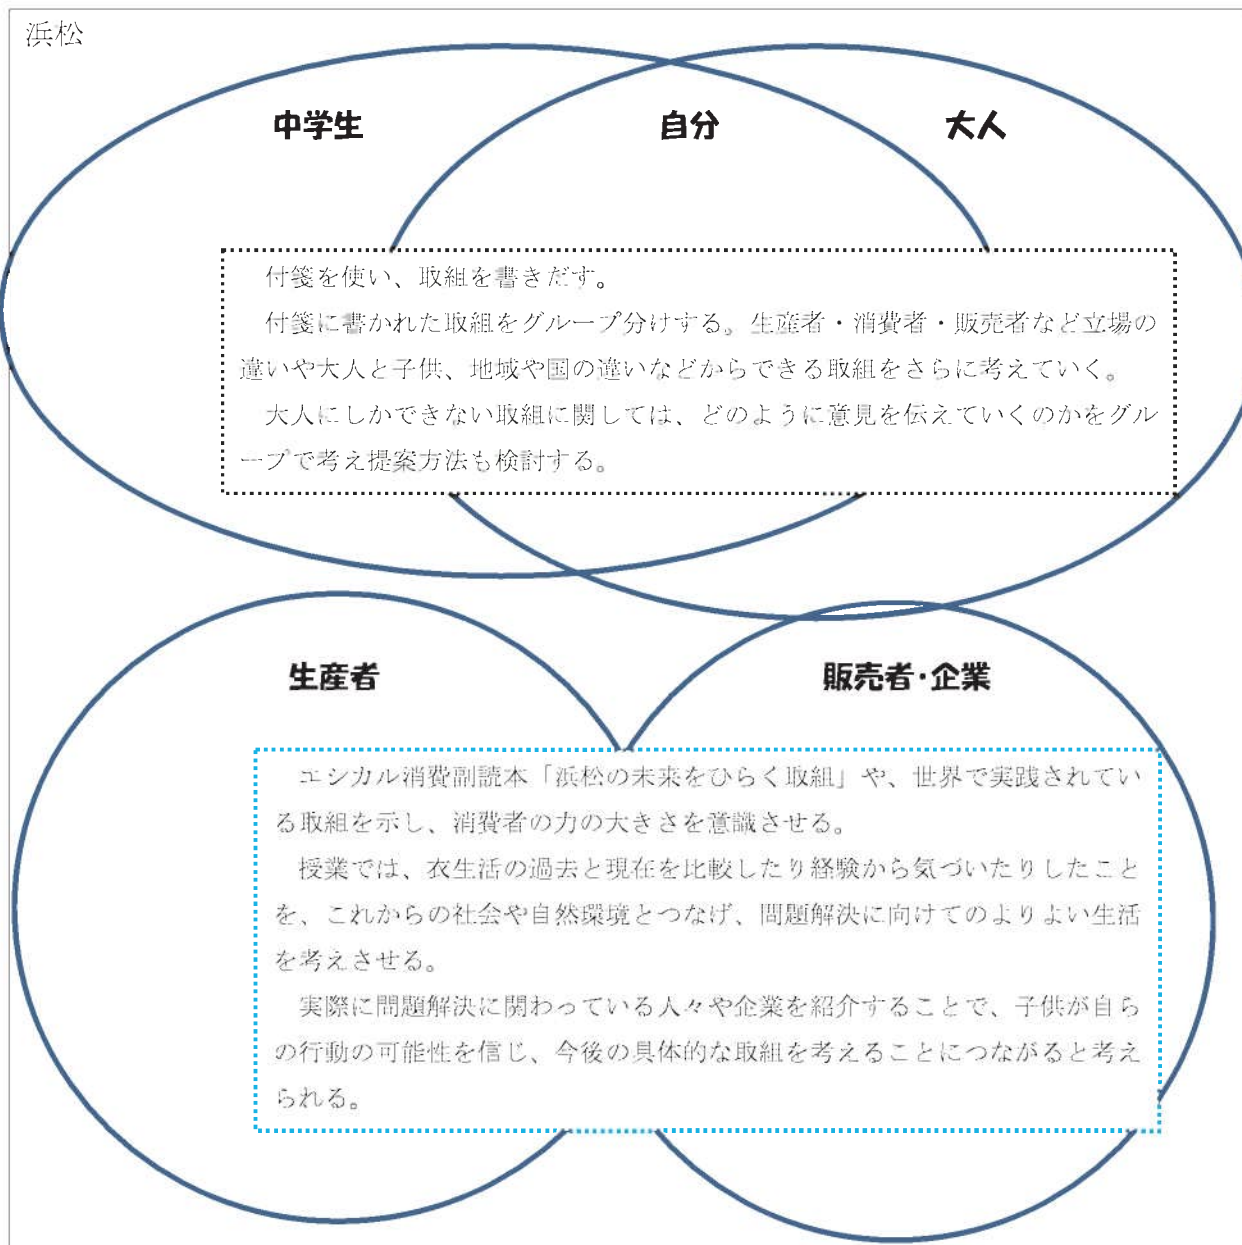 浜松
中学生 自分 大人
付箋を使い、取組を書きだす。
付箋に書かれた取組をグループ分けする。生産者・消費者・販売者など立場の
違いや大人と子供、地域や国の違いなどからできる取組をさらに考えていく。
大人にしかできない取組に関しては、どのように意見を伝えていくのかをグル
ープで考え提案方法も検討する。
生産者 販売者・企業
エシカル消費副読本「浜松の未来をひらく取組」や、世界で実践されてい
る取組を示し、消費者の力の大きさを意識させる。
授業では、衣生活の過去と現在を比較したり経験から気づいたりしたこと
を、これからの社会や自然環境とつなげ、問題解決に向けてのよりよい生活
を考えさせる。
実際に問題解決に関わっている人々や企業を紹介することで、子供が自ら
の行動の可能性を信じ、今後の具体的な取組を考えることにつながると考え
られる。